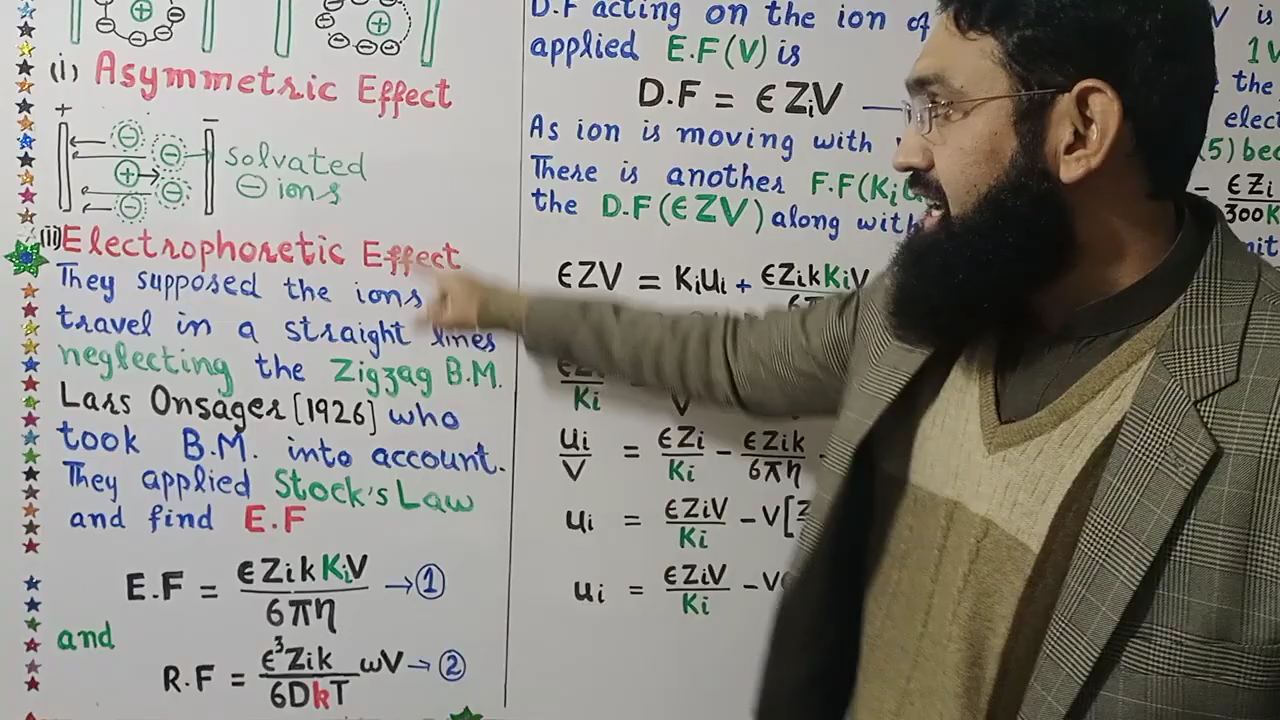 (i) Asymmetric Effect
+ −
solvated
⊖ ions
(ii) Electrophoretic Effect
They supposed the ions
travel in a straight lines
neglecting the Zigzag B.M.
Lars Onsager [1926] who
took B.M. into account.
They applied Stock's Law
and find E.F
E.F = ϵZikKiV/6πη →①
and
R.F = ϵ³Zik/6DkT ωV→②
D.F acting on the ion of
applied E.F(V) is
D.F = ϵZiV
As ion is moving with
There is another F.F(Ki
the D.F(ϵZV) along with
ϵZV = Kiui + ϵZikKiV
Ki V
ui/V = ϵZi/Ki − ϵZik/6πη −
ui = ϵZiV/Ki − V[
ui = ϵZiV/Ki − V
V is
1V
the
elect
(5) bec
− ϵZi/300K